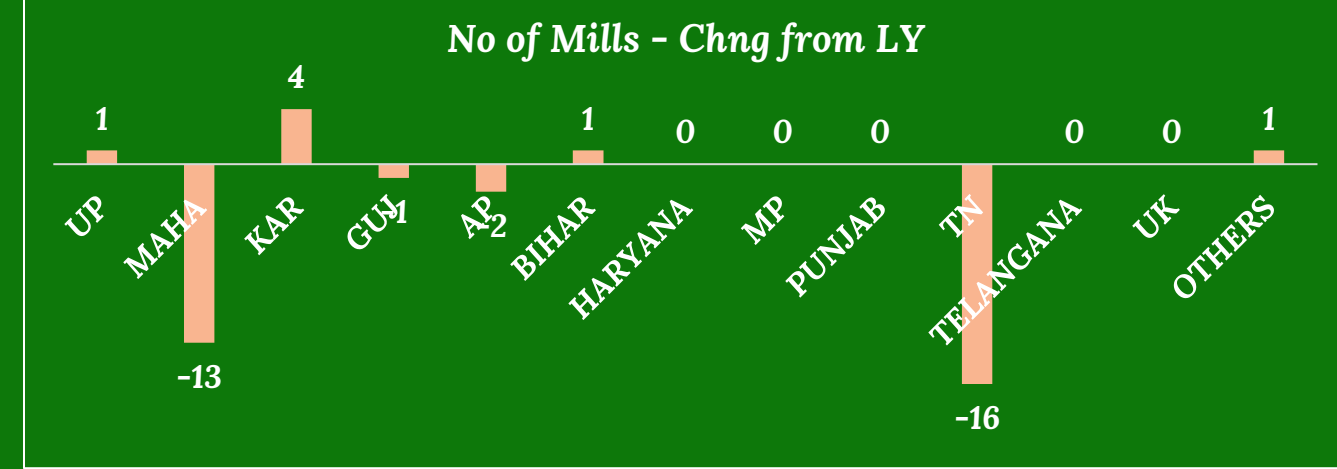 No of Mills - Chng from LY
4
1
1
0
0
0
0
0
1
UP
MAHA
KAR
GUJ
-1
AP
-2
BIHAR
HARYANA
MP
PUNJAB
TN
TELANGANA
UK
OTHERS
-13
-16